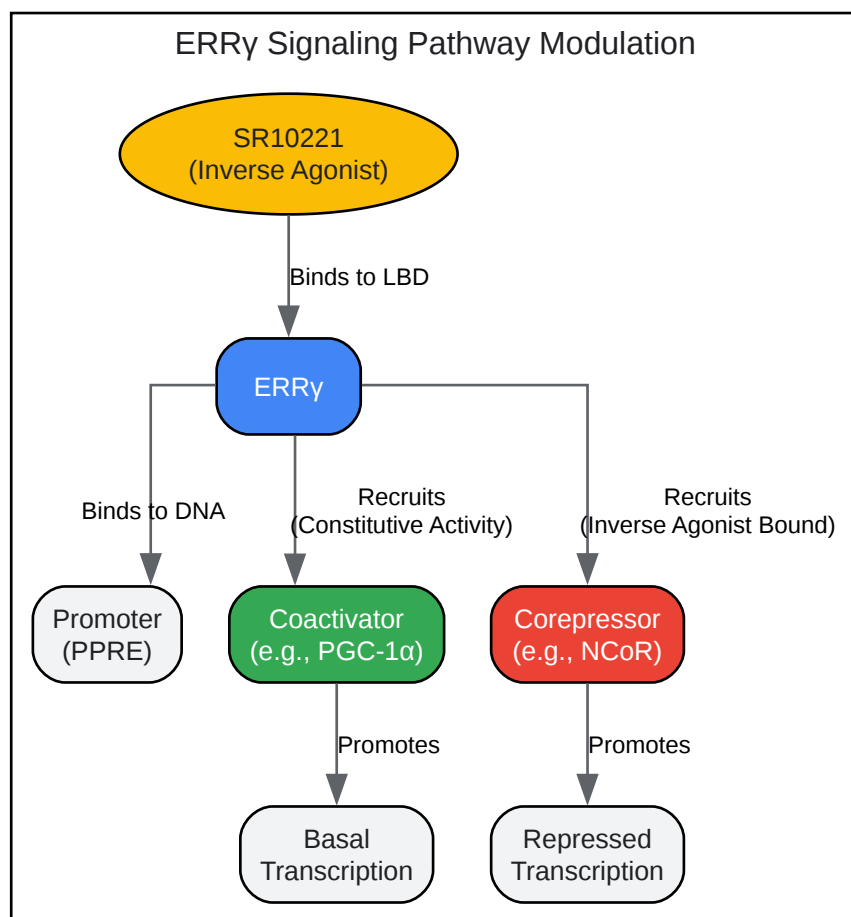 ERRγ Signaling Pathway Modulation
SR10221
(Inverse Agonist)
Binds to LBD
ERRγ
Binds to DNA
Recruits
(Constitutive Activity)
Recruits
(Inverse Agonist Bound)
Promoter
(PPRE)
Coactivator
(e.g., PGC-1α)
Corepressor
(e.g., NCoR)
Promotes
Promotes
Basal
Transcription
Repressed
Transcription